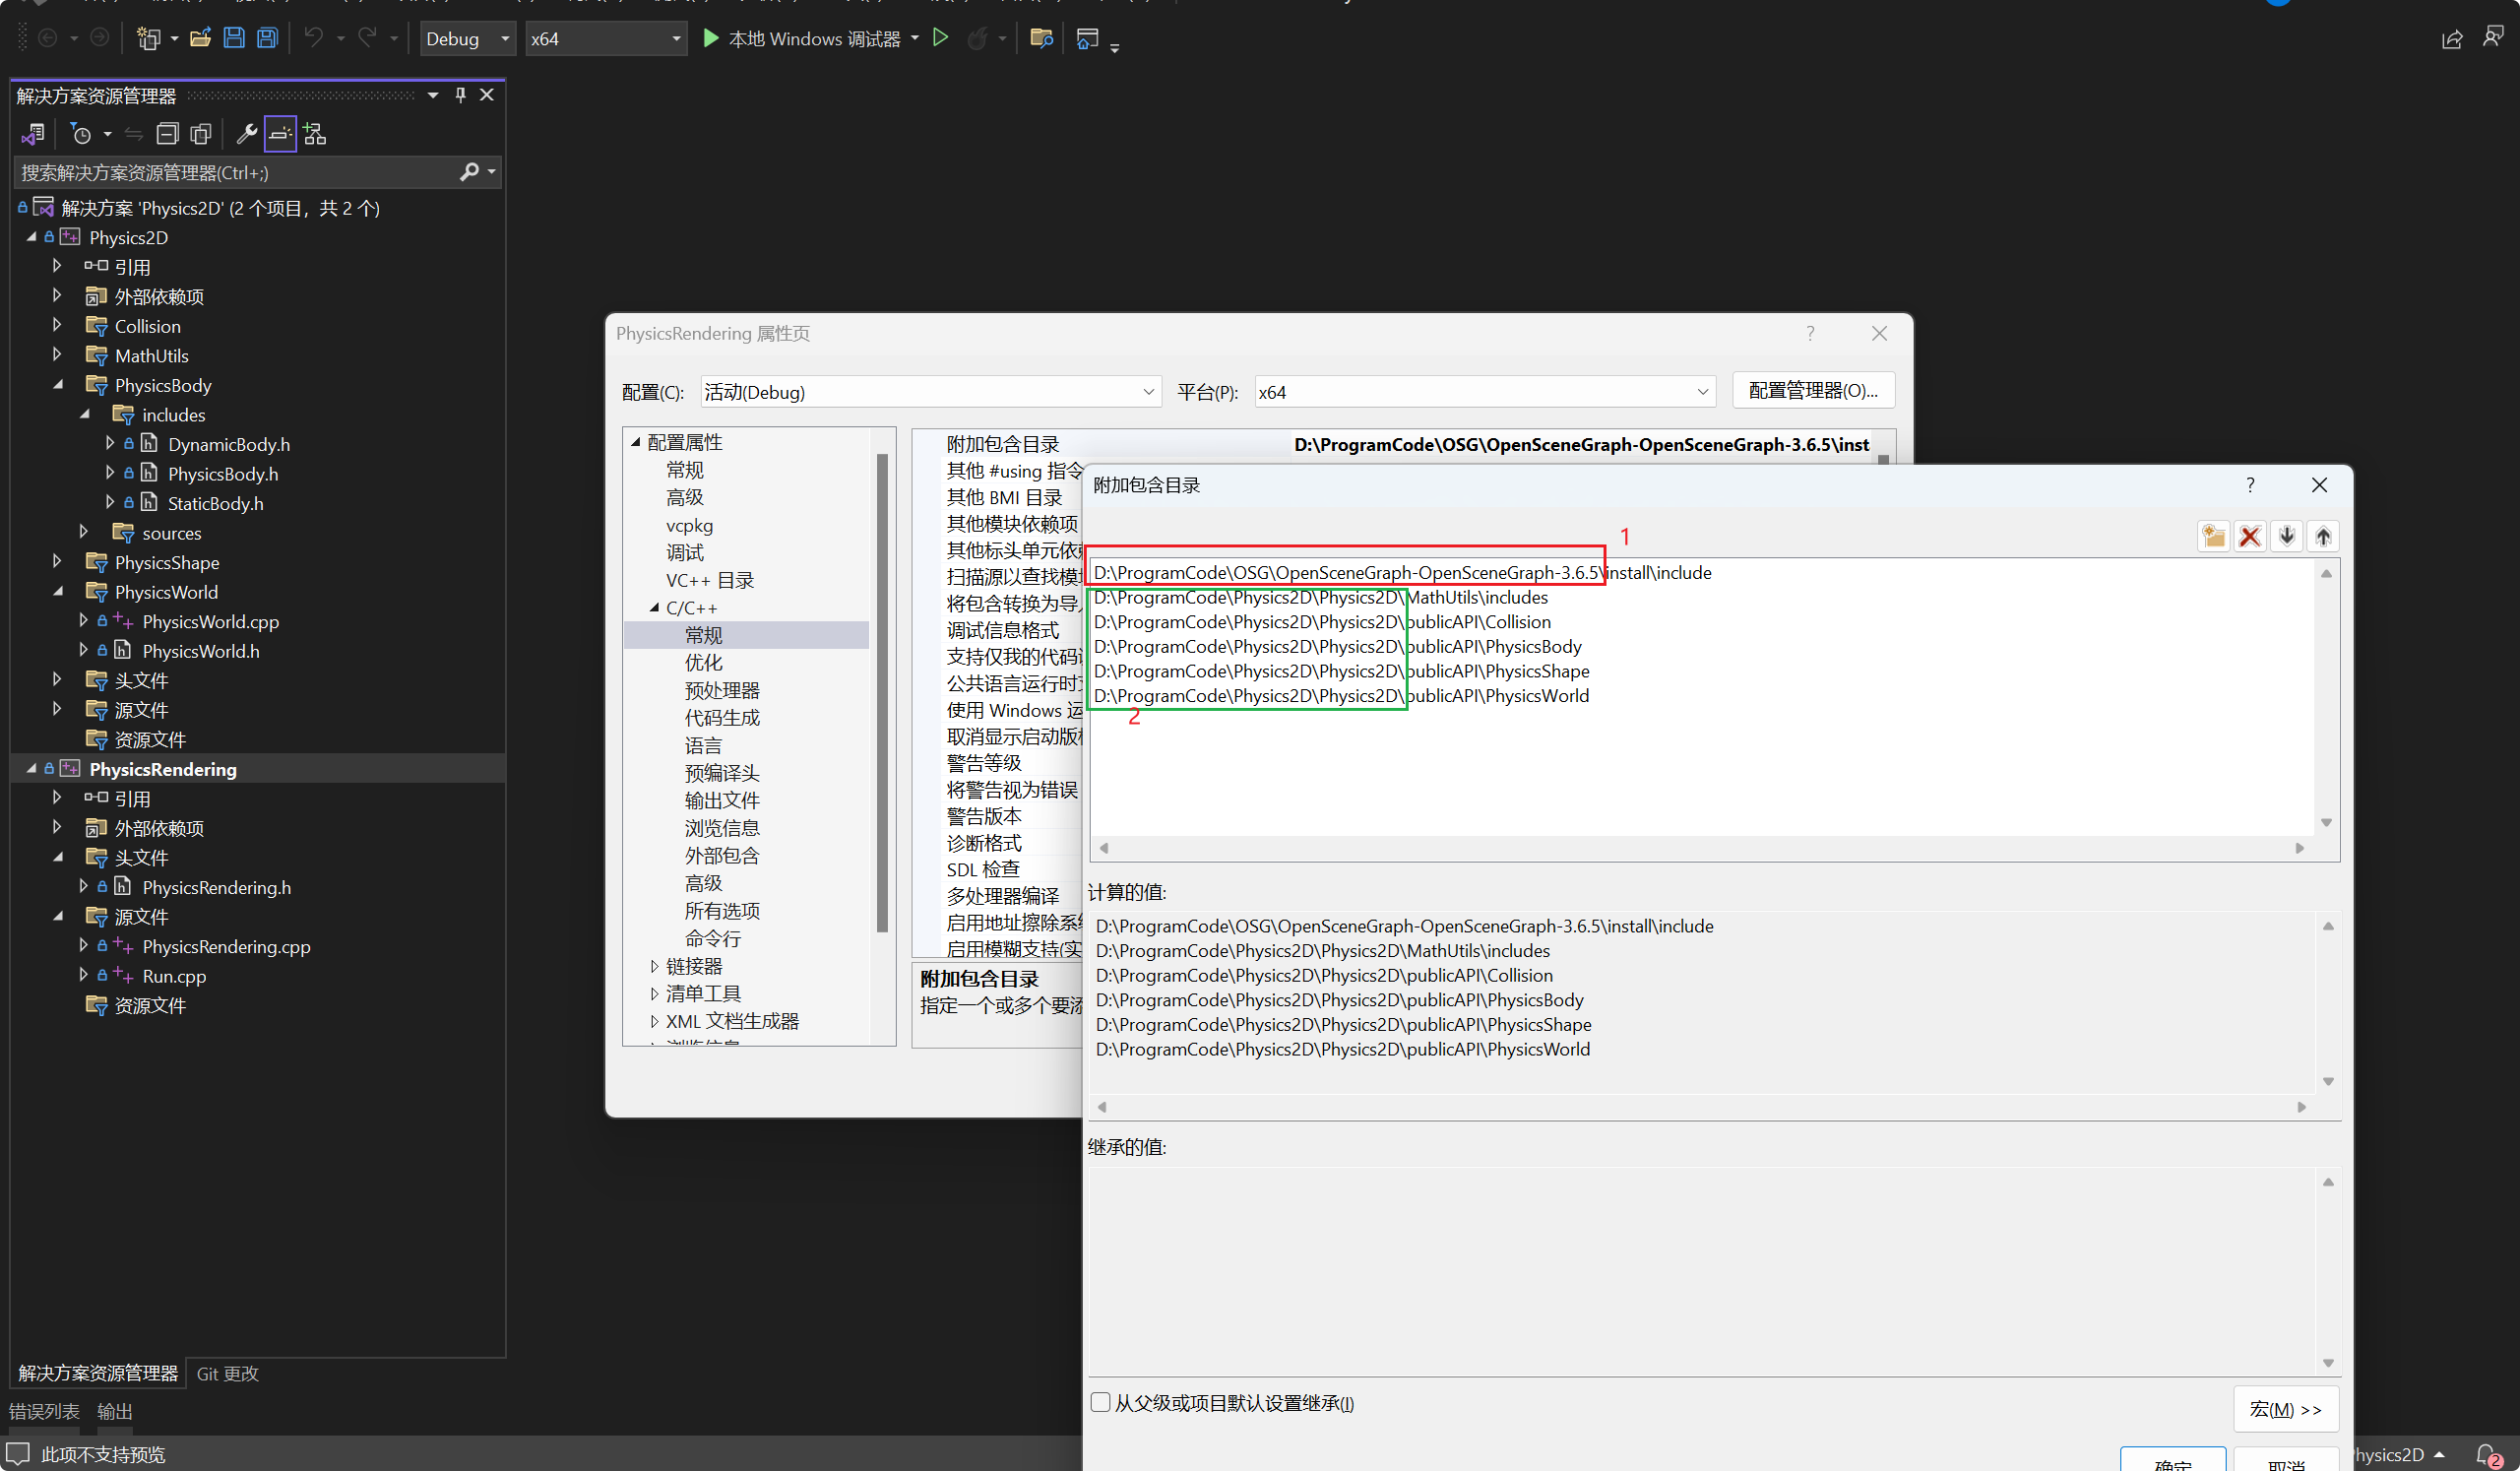 Debug
x64
本地 Windows 调试器
解决方案资源管理器
搜索解决方案资源管理器(Ctrl+;)
解决方案 'Physics2D' (2 个项目，共 2 个)
Physics2D
引用
外部依赖项
Collision
MathUtils
PhysicsBody
includes
DynamicBody.h
PhysicsBody.h
StaticBody.h
sources
PhysicsShape
PhysicsWorld
PhysicsWorld.cpp
PhysicsWorld.h
头文件
源文件
资源文件
PhysicsRendering
引用
外部依赖项
头文件
PhysicsRendering.h
源文件
PhysicsRendering.cpp
Run.cpp
资源文件
解决方案资源管理器
Git 更改
错误列表
输出
此项不支持预览
PhysicsRendering 属性页
?
配置(C):
活动(Debug)
平台(P):
x64
配置管理器(O)...
配置属性
常规
高级
vcpkg
调试
VC++ 目录
C/C++
常规
优化
预处理器
代码生成
语言
预编译头
输出文件
浏览信息
外部包含
高级
所有选项
命令行
链接器
清单工具
XML 文档生成器
浏览信息
附加包含目录
D:\ProgramCode\OSG\OpenSceneGraph-OpenSceneGraph-3.6.5\inst
其他 #using 指令
其他 BMI 目录
其他模块依赖项
其他标头单元依
扫描源以查找模
将包含转换为导
调试信息格式
支持仅我的代码
公共语言运行时
使用 Windows 运
取消显示启动版
警告等级
将警告视为错误
警告版本
诊断格式
SDL 检查
多处理器编译
启用地址擦除系
启用模糊支持(实
附加包含目录
指定一个或多个要添
附加包含目录
?
1
D:\ProgramCode\OSG\OpenSceneGraph-OpenSceneGraph-3.6.5\install\include
D:\ProgramCode\Physics2D\Physics2D\MathUtils\includes
D:\ProgramCode\Physics2D\Physics2D\publicAPI\Collision
D:\ProgramCode\Physics2D\Physics2D\publicAPI\PhysicsBody
D:\ProgramCode\Physics2D\Physics2D\publicAPI\PhysicsShape
D:\ProgramCode\Physics2D\Physics2D\publicAPI\PhysicsWorld
2
计算的值:
D:\ProgramCode\OSG\OpenSceneGraph-OpenSceneGraph-3.6.5\install\include
D:\ProgramCode\Physics2D\Physics2D\MathUtils\includes
D:\ProgramCode\Physics2D\Physics2D\publicAPI\Collision
D:\ProgramCode\Physics2D\Physics2D\publicAPI\PhysicsBody
D:\ProgramCode\Physics2D\Physics2D\publicAPI\PhysicsShape
D:\ProgramCode\Physics2D\Physics2D\publicAPI\PhysicsWorld
继承的值:
从父级或项目默认设置继承(I)
宏(M) >>
确定
取消
hysics2D
2